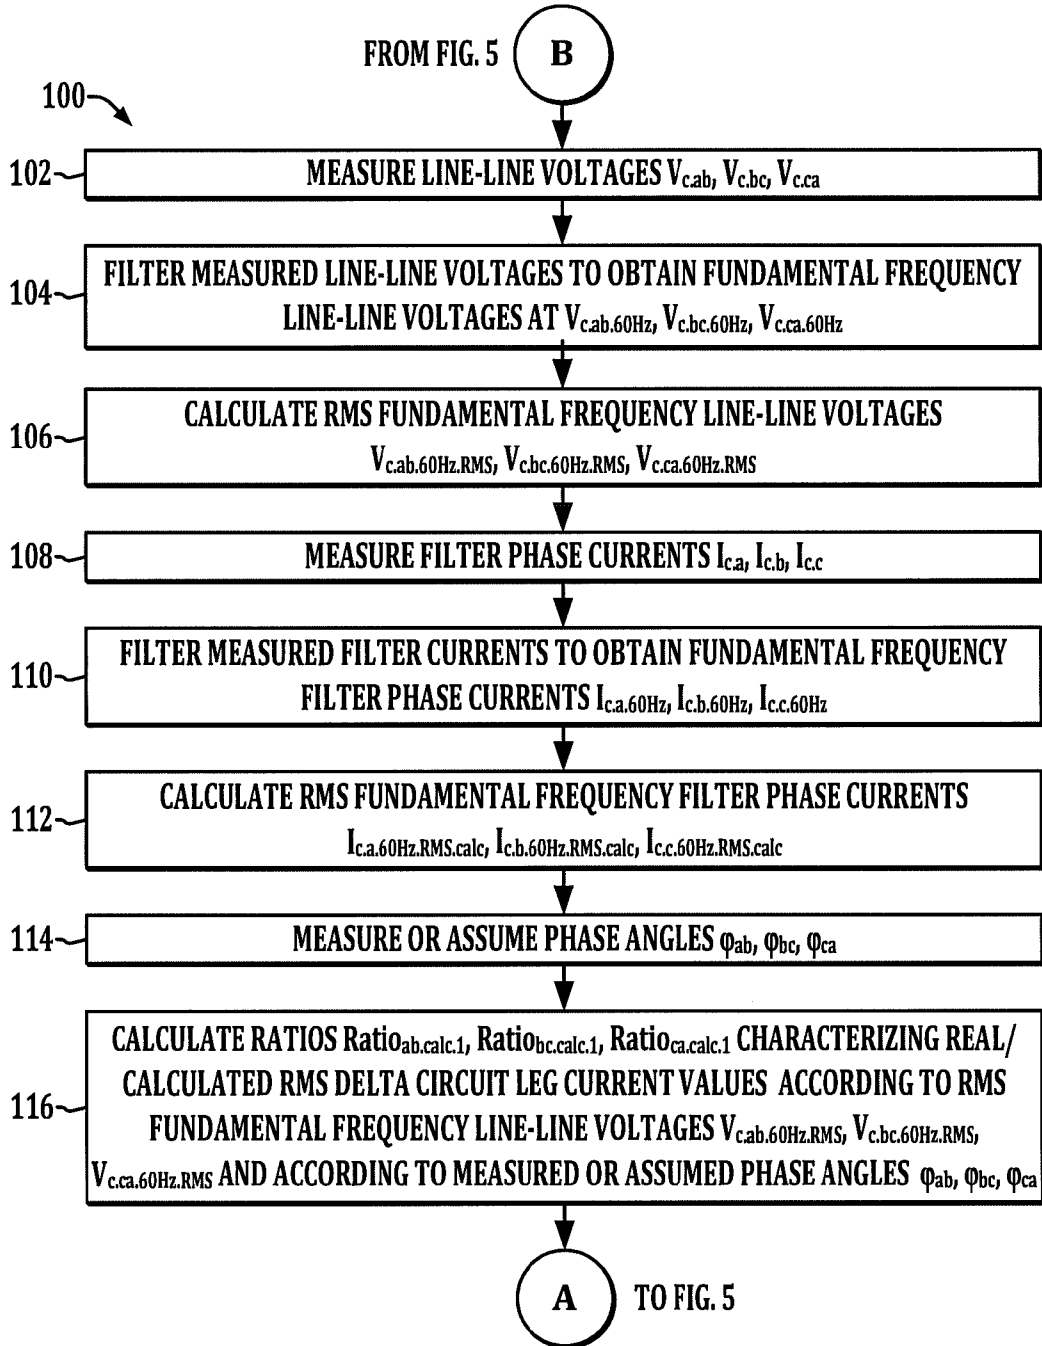 FROM FIG. 5
B
100
102
MEASURE LINE-LINE VOLTAGES Vc.ab, Vc.bc, Vc.ca
104
FILTER MEASURED LINE-LINE VOLTAGES TO OBTAIN FUNDAMENTAL FREQUENCY
LINE-LINE VOLTAGES AT Vc.ab.60Hz, Vc.bc.60Hz, Vc.ca.60Hz
106
CALCULATE RMS FUNDAMENTAL FREQUENCY LINE-LINE VOLTAGES
Vc.ab.60Hz.RMS, Vc.bc.60Hz.RMS, Vc.ca.60Hz.RMS
108
MEASURE FILTER PHASE CURRENTS Ic.a, Ic.b, Ic.c
110
FILTER MEASURED FILTER CURRENTS TO OBTAIN FUNDAMENTAL FREQUENCY
FILTER PHASE CURRENTS Ic.a.60Hz, Ic.b.60Hz, Ic.c.60Hz
112
CALCULATE RMS FUNDAMENTAL FREQUENCY FILTER PHASE CURRENTS
Ic.a.60Hz.RMS.calc, Ic.b.60Hz.RMS.calc, Ic.c.60Hz.RMS.calc
114
MEASURE OR ASSUME PHASE ANGLES φab, φbc, φca
116
CALCULATE RATIOS Ratioab.calc.1, Ratiobc.calc.1, Ratioca.calc.1 CHARACTERIZING REAL/
CALCULATED RMS DELTA CIRCUIT LEG CURRENT VALUES ACCORDING TO RMS
FUNDAMENTAL FREQUENCY LINE-LINE VOLTAGES Vc.ab.60Hz.RMS, Vc.bc.60Hz.RMS,
Vc.ca.60Hz.RMS AND ACCORDING TO MEASURED OR ASSUMED PHASE ANGLES φab, φbc, φca
A
TO FIG. 5